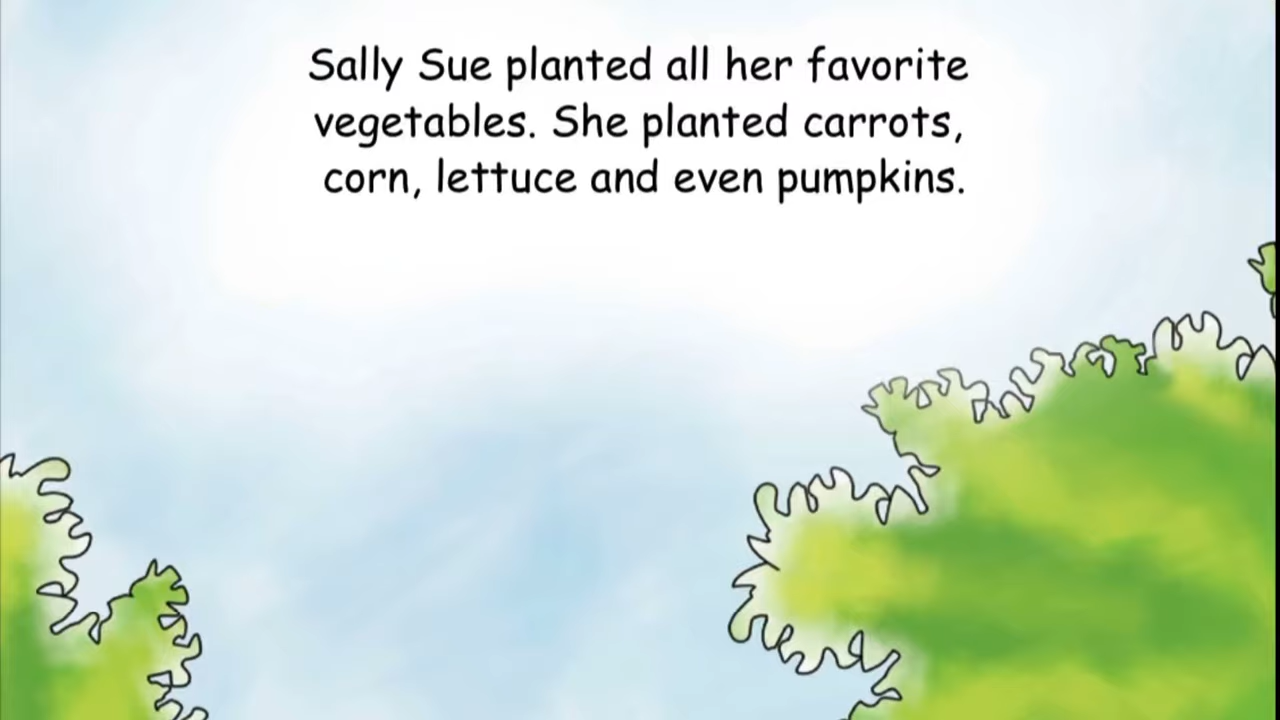 Sally Sue planted all her favorite
vegetables. She planted carrots,
corn, lettuce and even pumpkins.